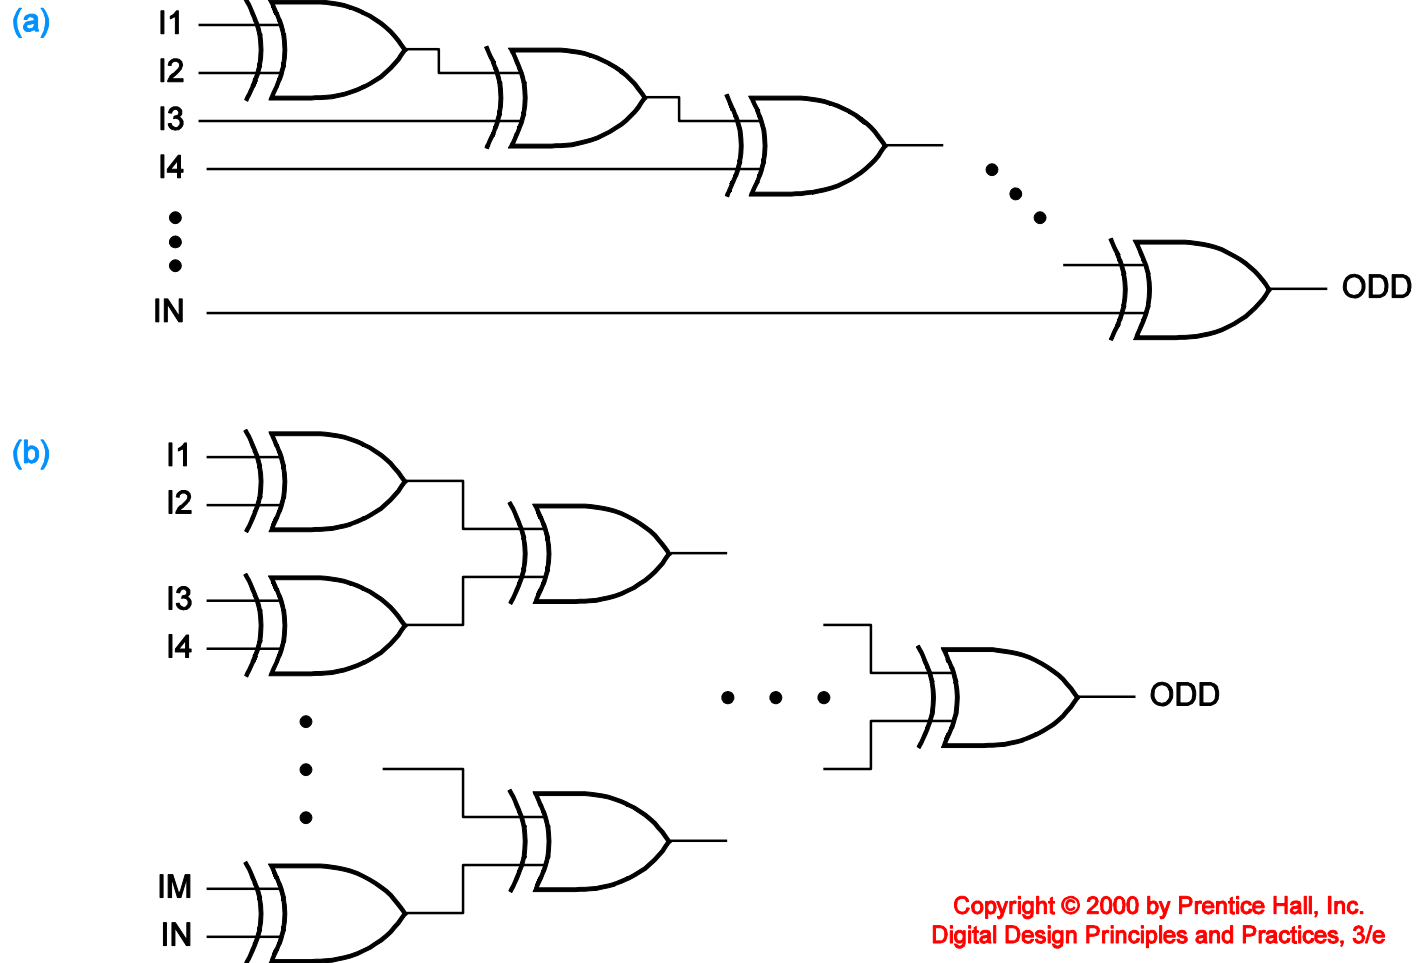 (a)
I1
I2
I3
I4
IN
ODD
(b)
I1
I2
I3
I4
IM
IN
ODD
Copyright © 2000 by Prentice Hall, Inc.
Digital Design Principles and Practices, 3/e